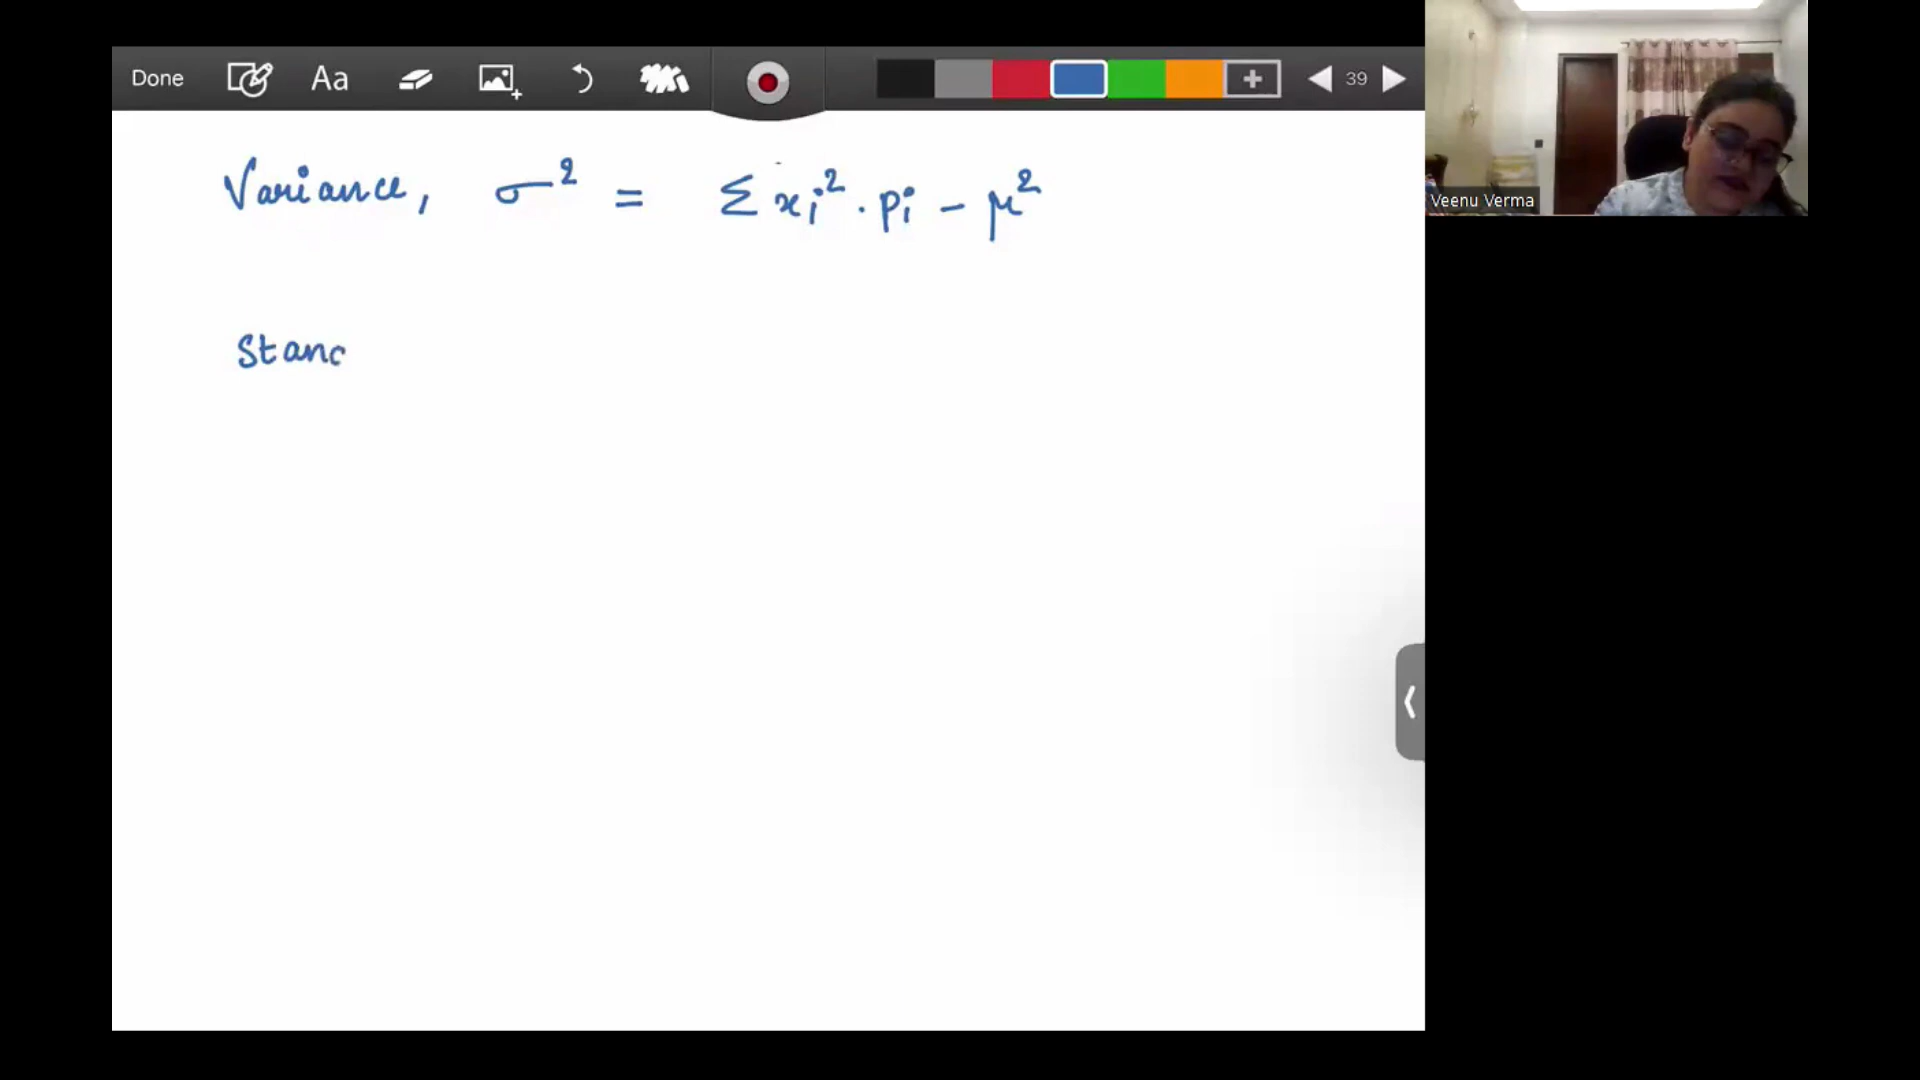 Done Aa 39
Veenu Verma
Variance, σ² = Σ xᵢ² . pᵢ - μ²
Stanc